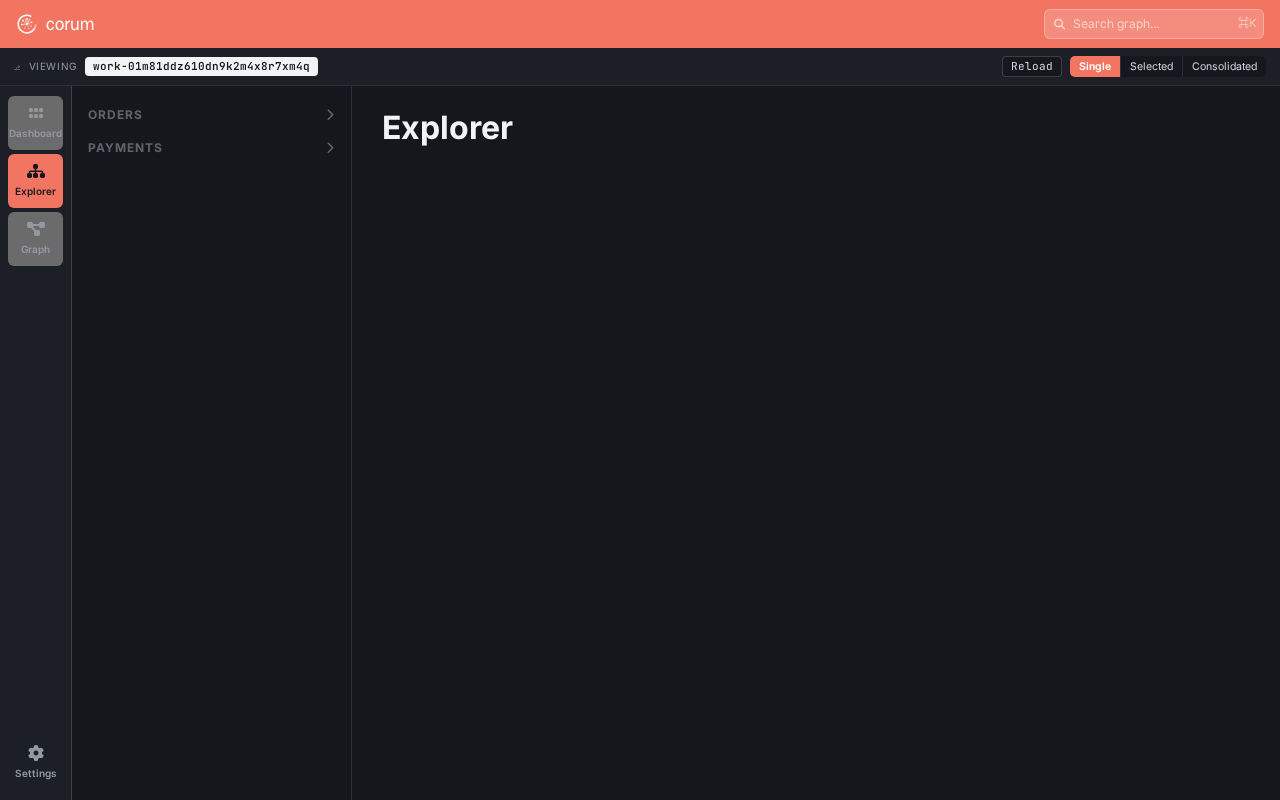 corum
Search graph... ⌘K
VIEWING work-01m81ddz610dn9k2m4x8r7xm4q
Reload Single Selected Consolidated
Dashboard
Explorer
Graph
Settings
ORDERS
PAYMENTS
Explorer